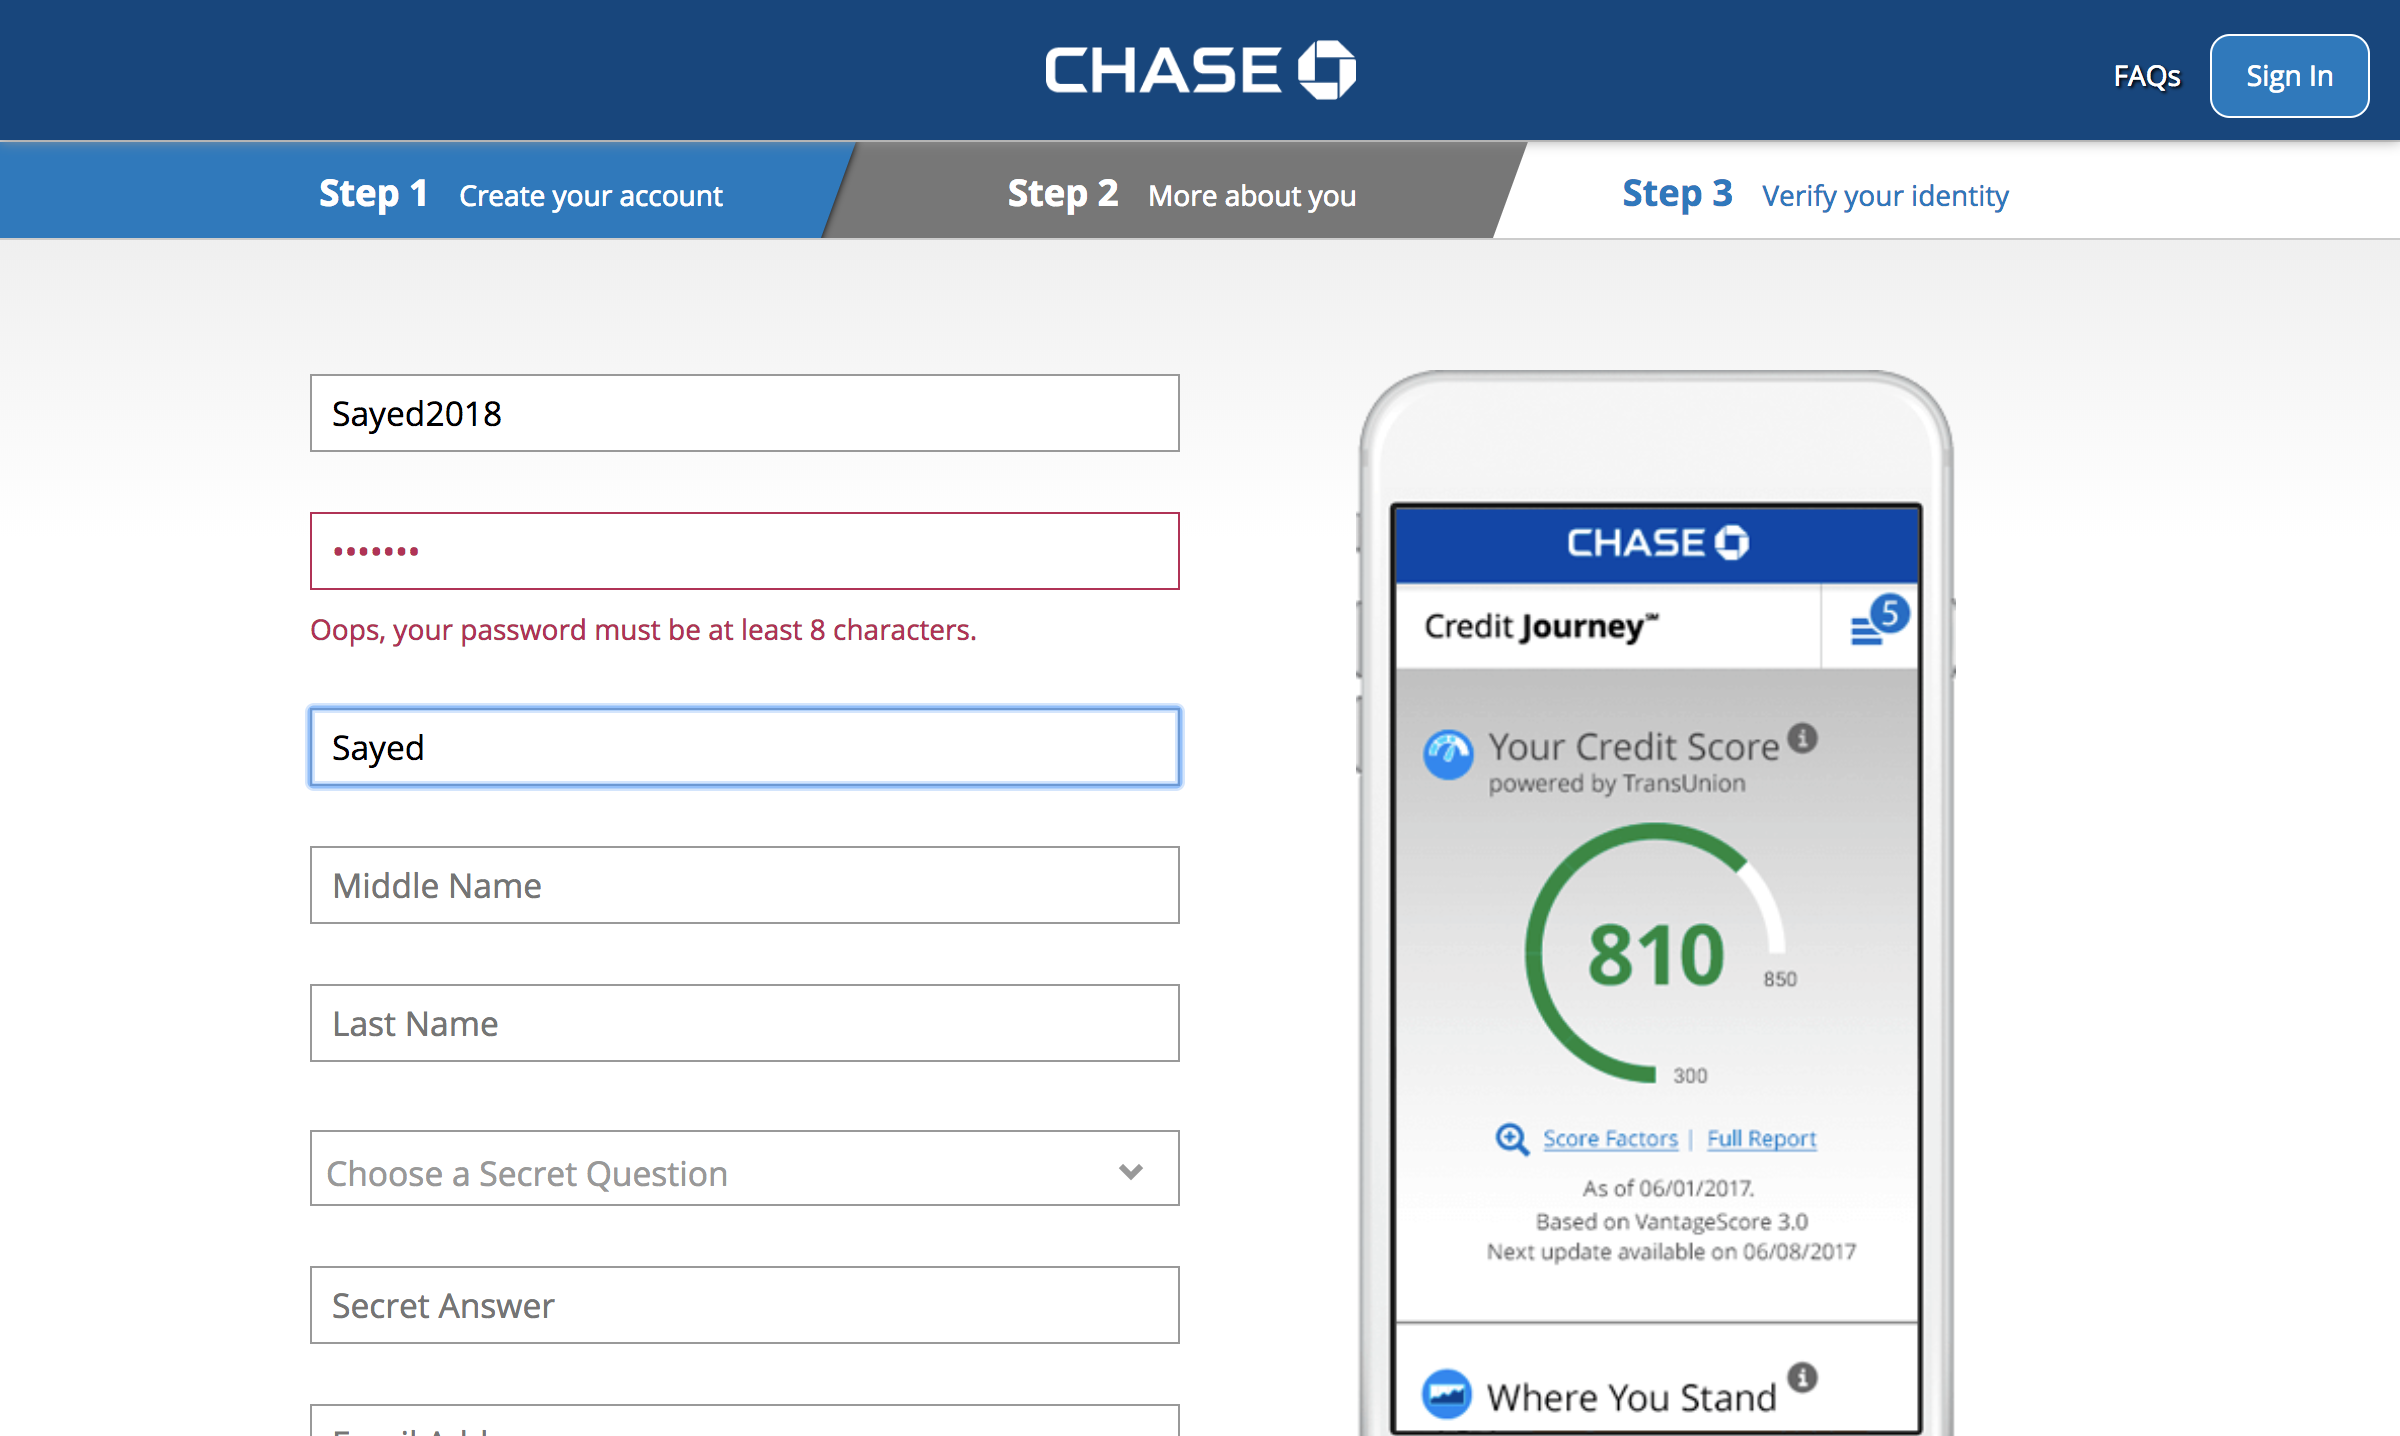 CHASE
FAQs
Sign In
Step 1 Create your account
Step 2 More about you
Step 3 Verify your identity
Sayed2018
•••••••
Oops, your password must be at least 8 characters.
Sayed
Middle Name
Last Name
Choose a Secret Question
Secret Answer
CHASE
Credit Journey℠
5
Your Credit Score
powered by TransUnion
810
850
300
Score Factors | Full Report
As of 06/01/2017.
Based on VantageScore 3.0
Next update available on 06/08/2017
Where You Stand